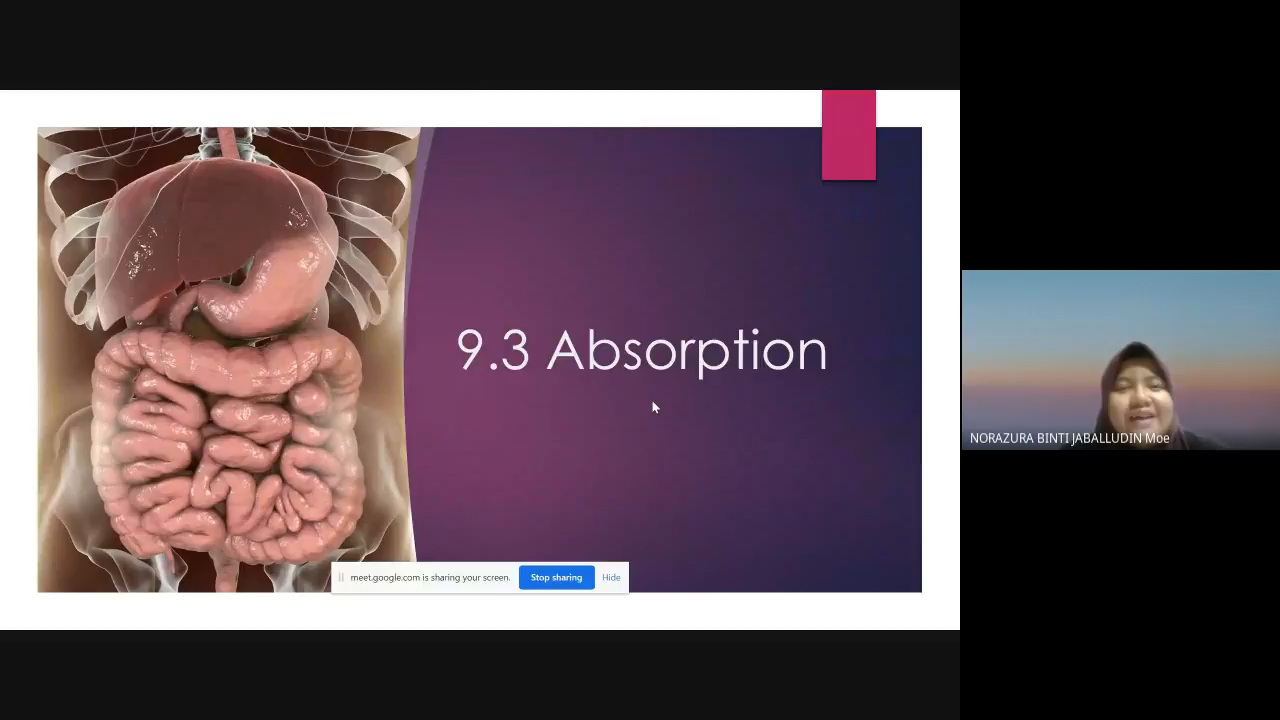 9.3 Absorption
meet.google.com is sharing your screen. Stop sharing Hide
NORAZURA BINTI JABALLUDIN Moe